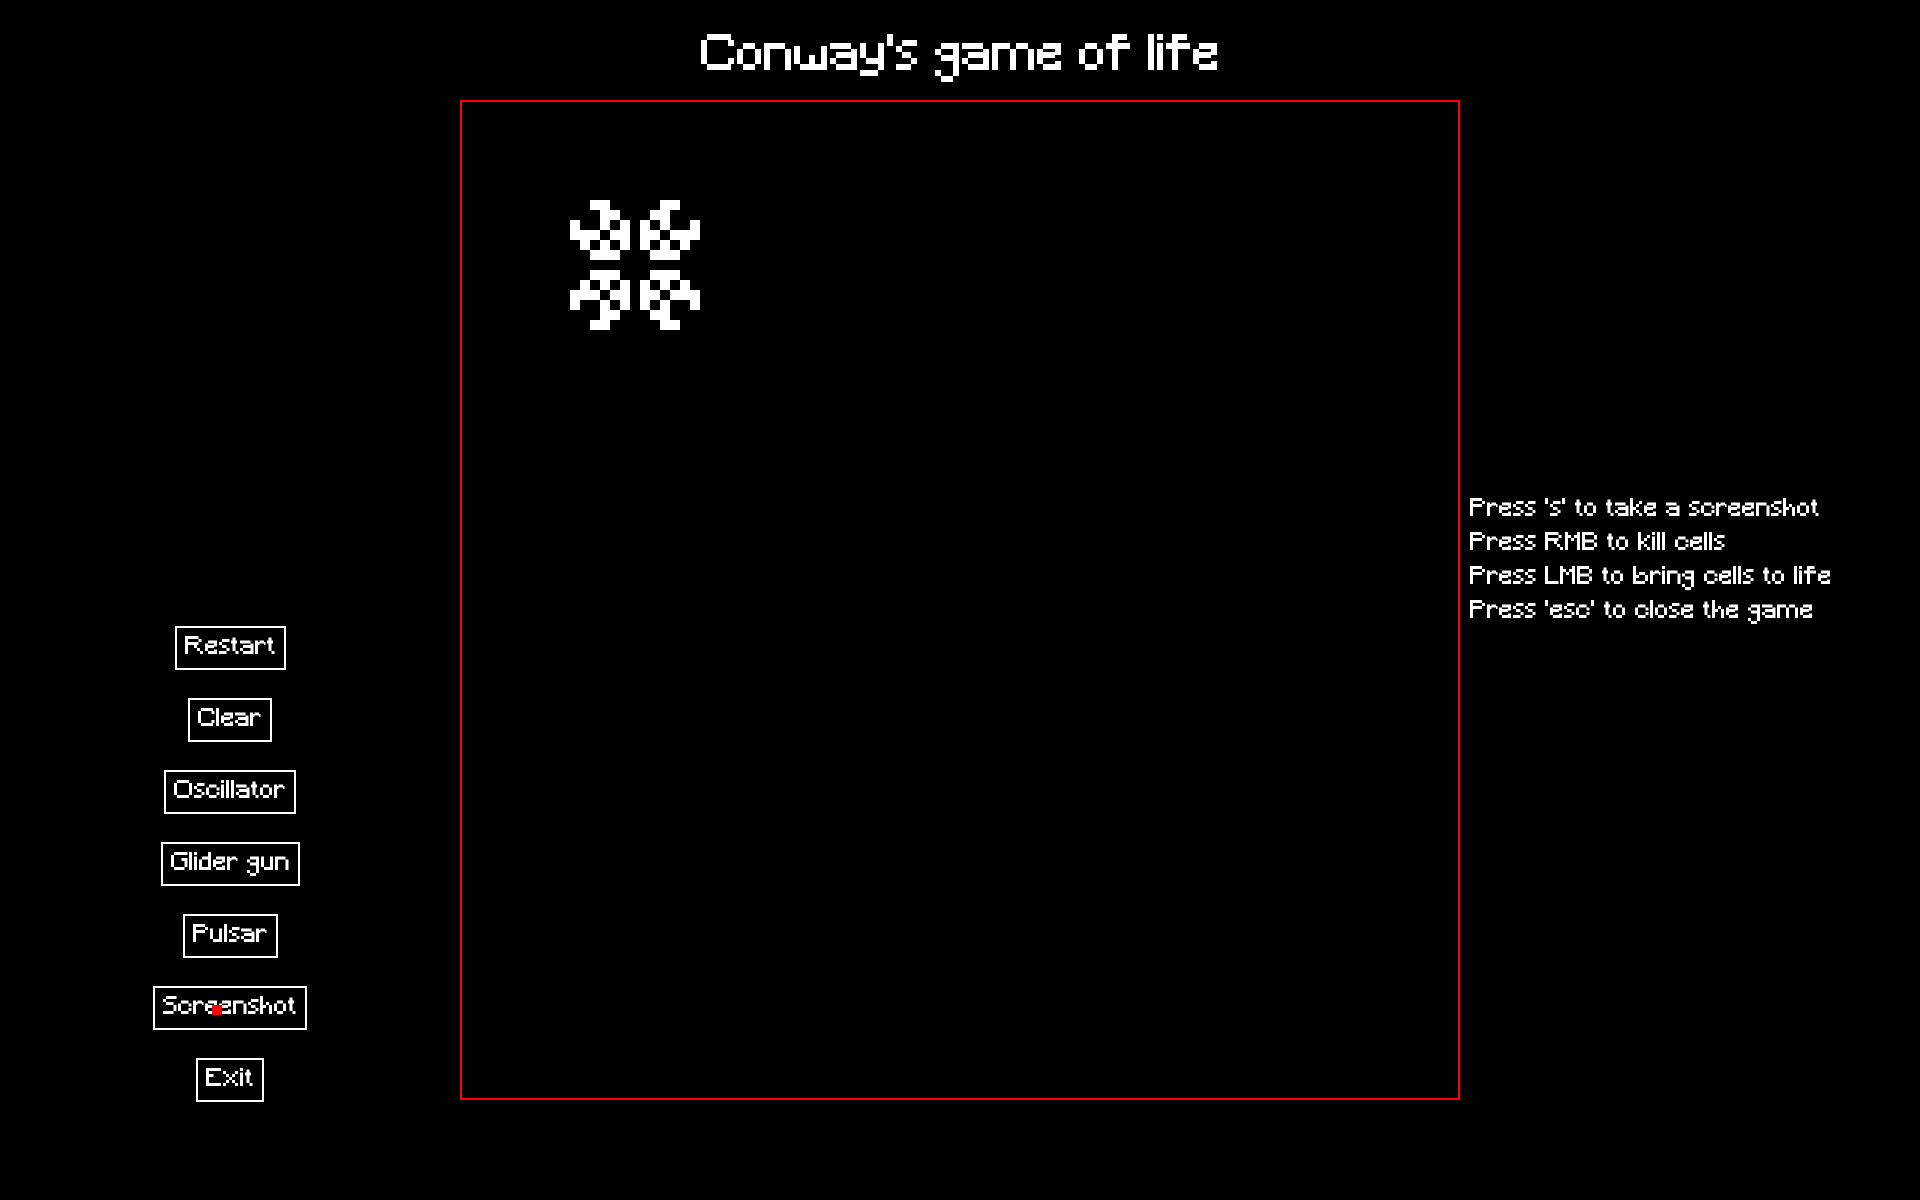 Conway's game of life
Press 's' to take a screenshot
Press RMB to kill cells
Press LMB to bring cells to life
Press 'esc' to close the game
Restart
Clear
Oscillator
Glider gun
Pulsar
Screenshot
Exit